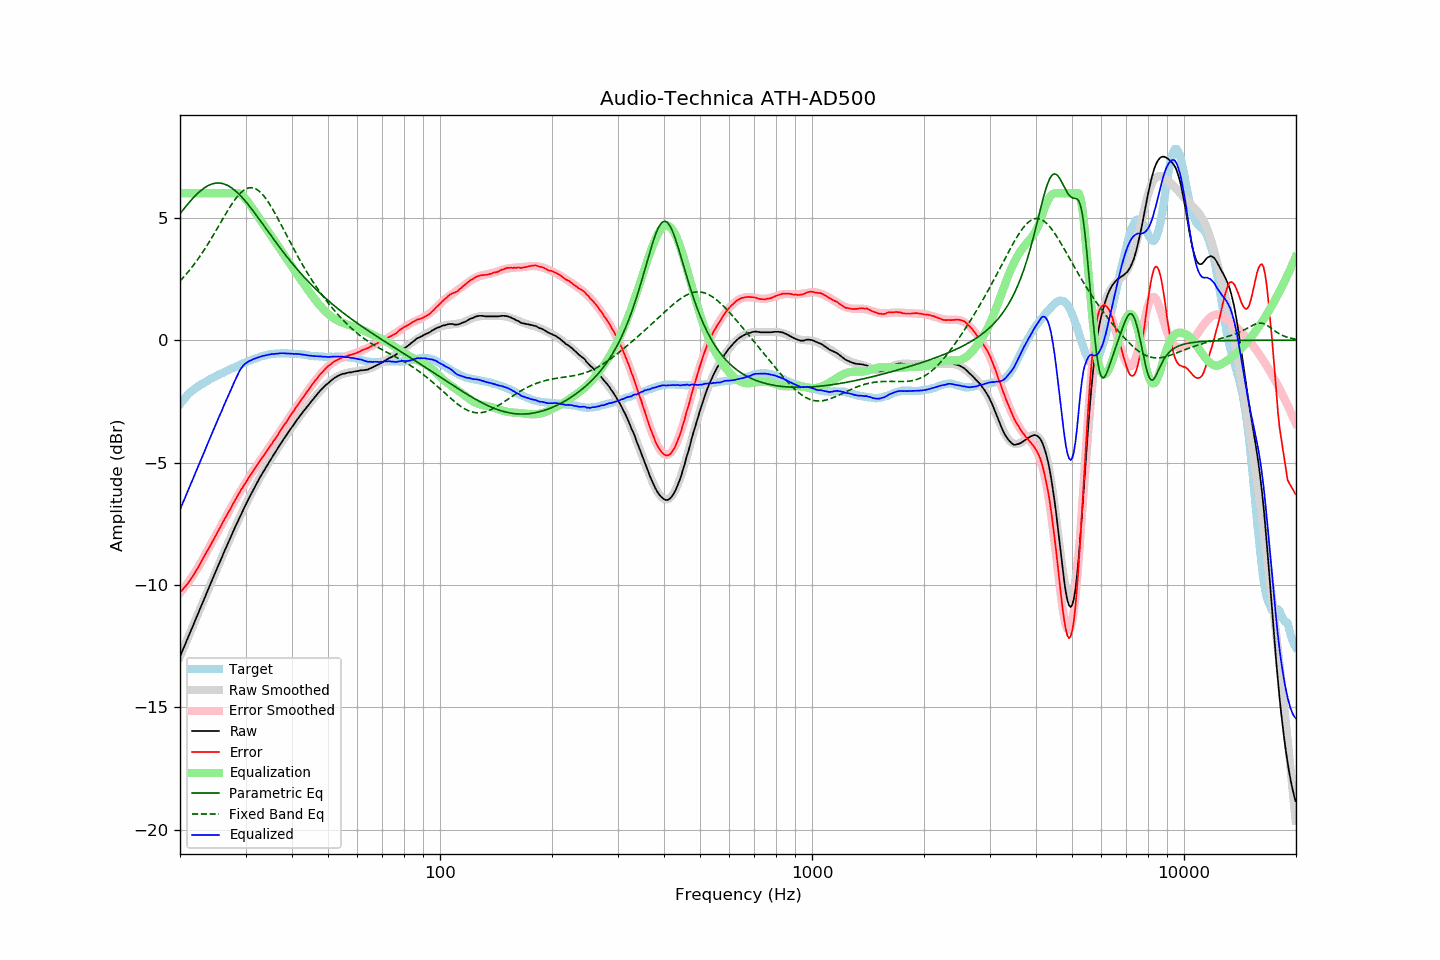 Audio-Technica ATH-AD500
Amplitude (dBr)
5
0
−5
−10
−15
−20
Target
Raw Smoothed
Error Smoothed
Raw
Error
Equalization
Parametric Eq
Fixed Band Eq
Equalized
100
1000
10000
Frequency (Hz)